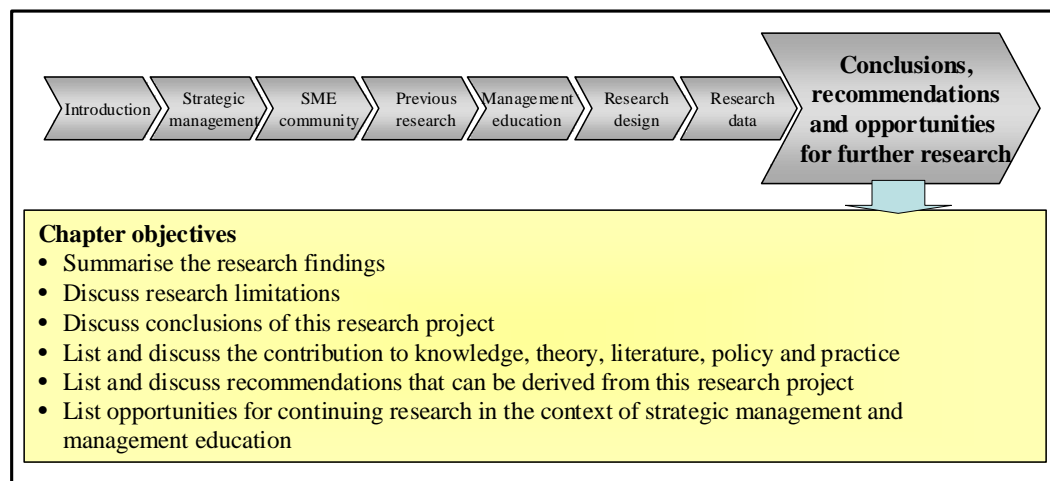 Introduction
Strategic
management
SME
community
Previous
research
Management
education
Research
design
Research
data
Conclusions,
recommendations
and opportunities
for further research
Chapter objectives
• Summarise the research findings
• Discuss research limitations
• Discuss conclusions of this research project
• List and discuss the contribution to knowledge, theory, literature, policy and practice
• List and discuss recommendations that can be derived from this research project
• List opportunities for continuing research in the context of strategic management and
management education